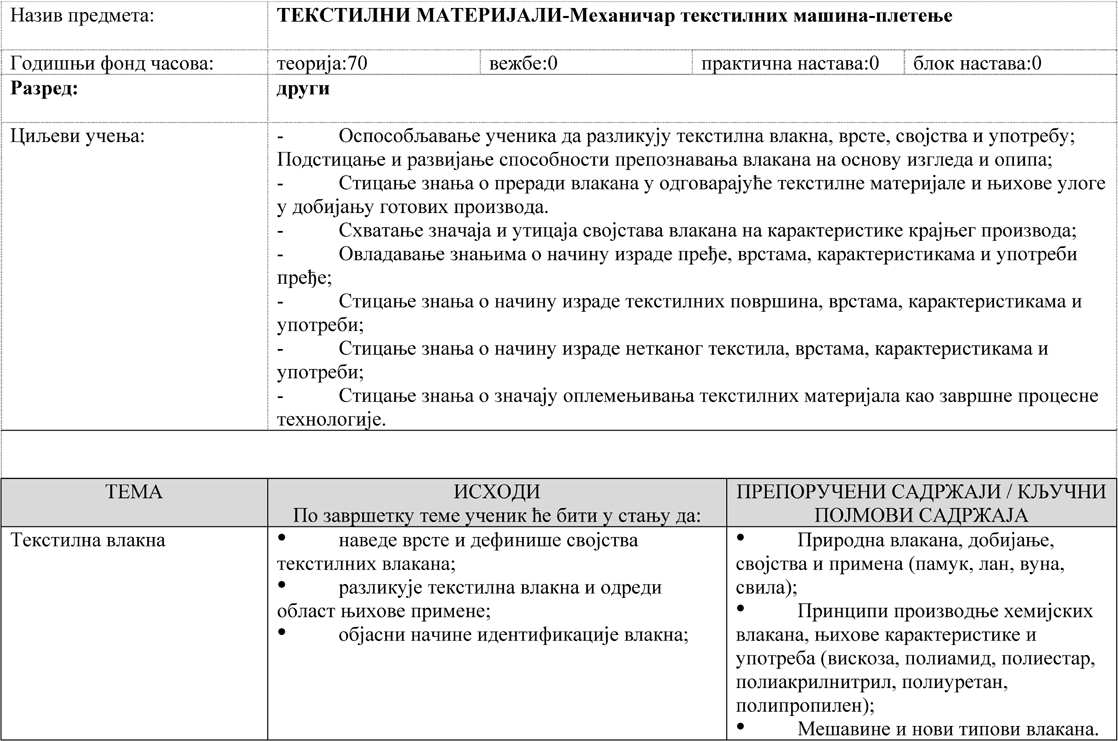 Назив предмета: ТЕКСТИЛНИ МАТЕРИЈАЛИ-Механичар текстилних машина-плетење
Годишњи фонд часова: теорија:70 вежбе:0 практична настава:0 блок настава:0
Разред: други
Циљеви учења:
- Оспособљавање ученика да разликују текстилна влакна, врсте, својства и употребу;
Подстицање и развијање способности препознавања влакана на основу изгледа и опипа;
- Стицање знања о преради влакана у одговарајуће текстилне материјале и њихове улоге
у добијању готових производа.
- Схватање значаја и утицаја својстава влакана на карактеристике крајњег производа;
- Овладавање знањима о начину израде пређе, врстама, карактеристикама и употреби
пређе;
- Стицање знања о начину израде текстилних површина, врстама, карактеристикама и
употреби;
- Стицање знања о начину израде нетканог текстила, врстама, карактеристикама и
употреби;
- Стицање знања о значају оплемењивања текстилних материјала као завршне процесне
технологије.
ТЕМА
ИСХОДИ
По завршетку теме ученик ће бити у стању да:
ПРЕПОРУЧЕНИ САДРЖАЈИ / КЉУЧНИ
ПОЈМОВИ САДРЖАЈА
Текстилна влакна
• наведе врсте и дефинише својства
текстилних влакана;
• разликује текстилна влакна и одреди
област њихове примене;
• објасни начине идентификације влакна;
• Природна влакана, добијање,
својства и примена (памук, лан, вуна,
свила);
• Принципи производње хемијских
влакана, њихове карактеристике и
употреба (вискоза, полиамид, полиестар,
полиакрилнитрил, полиуретан,
полипропилен);
• Мешавине и нови типови влакана.